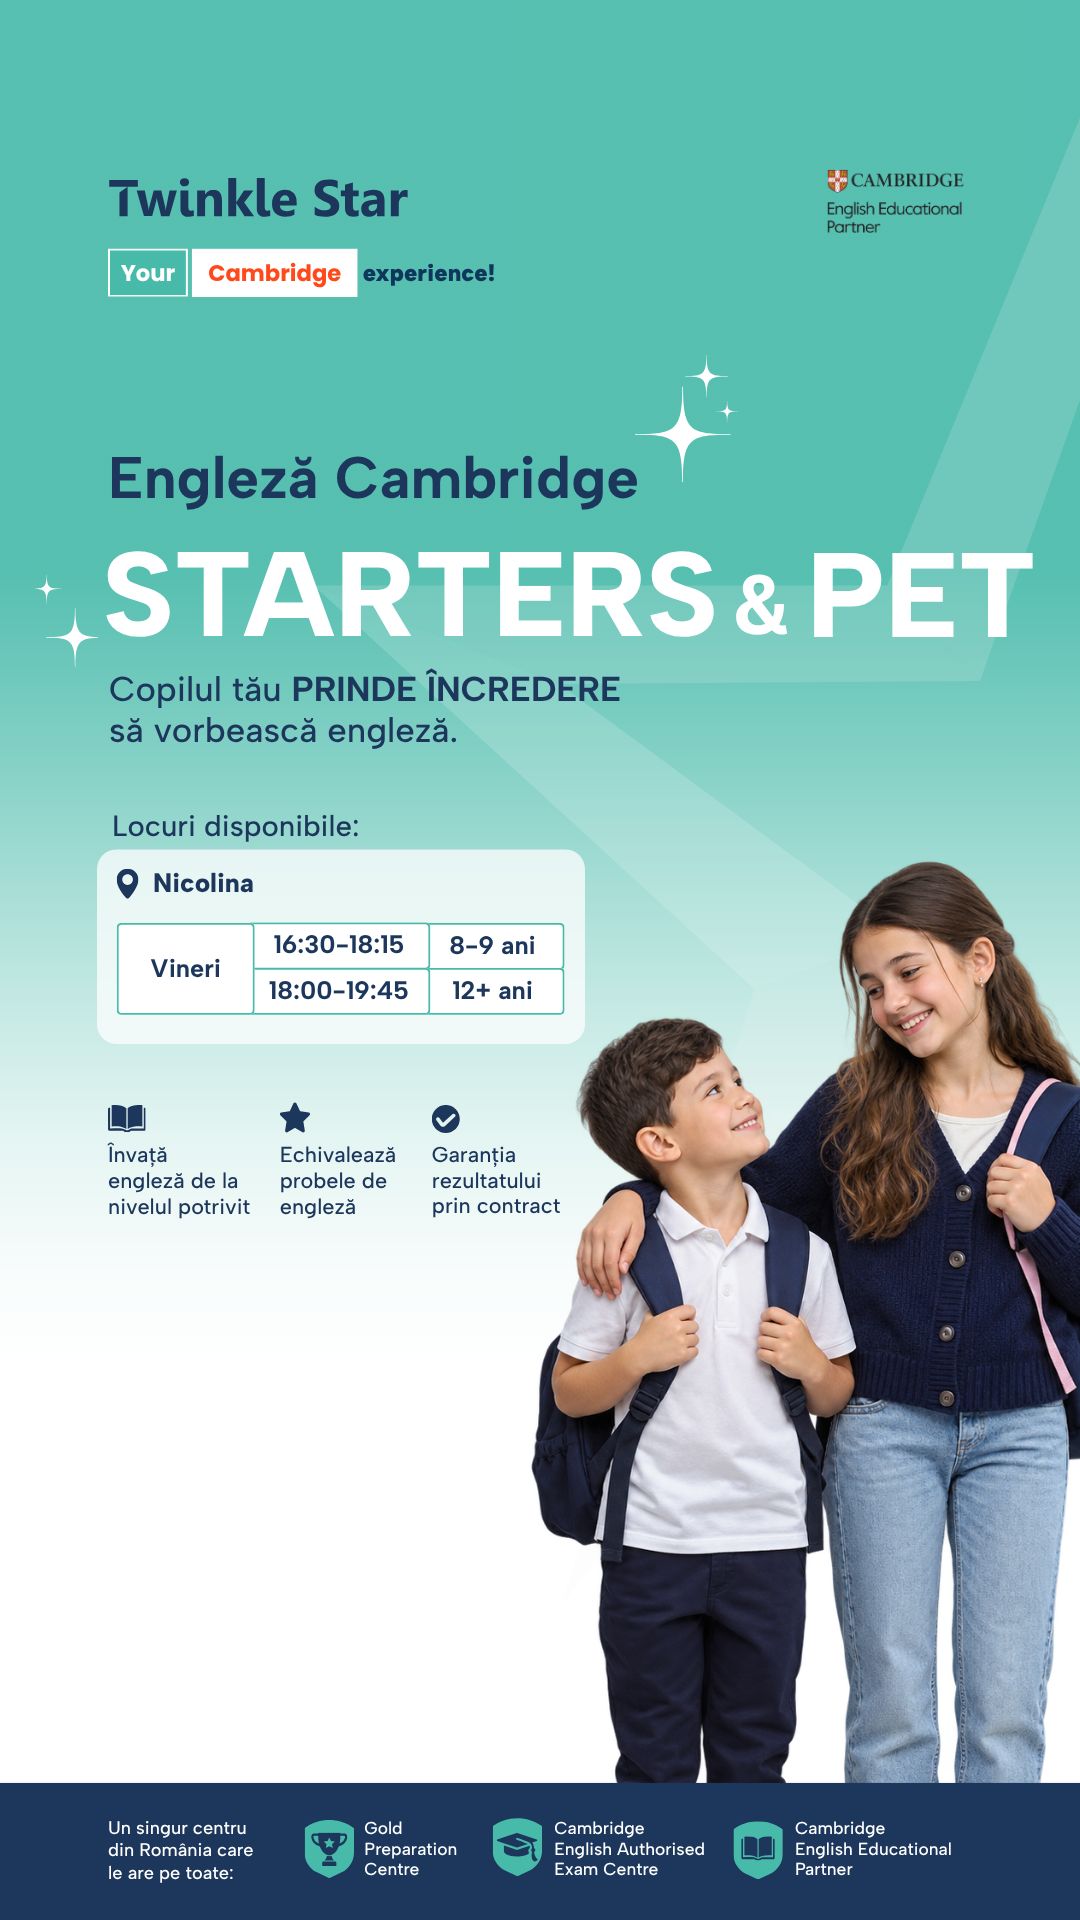 Twinkle Star
Your Cambridge experience!
CAMBRIDGE
English Educational
Partner
Engleză Cambridge
STARTERS & PET
Copilul tău PRINDE ÎNCREDERE
să vorbească engleză.
Locuri disponibile:
Nicolina
Vineri
16:30-18:15 8-9 ani
18:00-19:45 12+ ani
Învață
engleză de la
nivelul potrivit
Echivalează
probele de
engleză
Garanția
rezultatului
prin contract
Un singur centru
din România care
le are pe toate:
Gold
Preparation
Centre
Cambridge
English Authorised
Exam Centre
Cambridge
English Educational
Partner